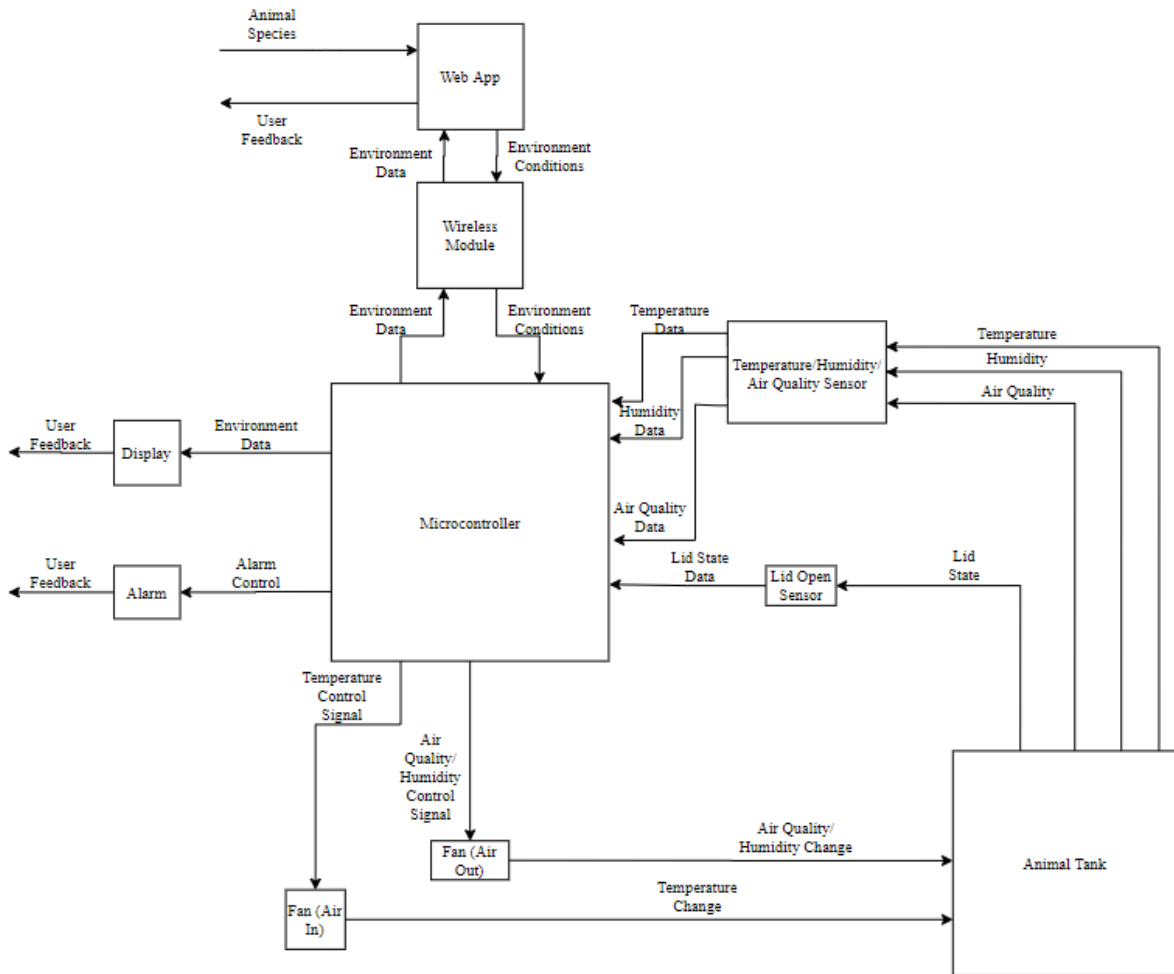 Animal
Species
Web App
User
Feedback
Environment
Data
Environment
Conditions
Wireless
Module
Environment
Data
Environment
Conditions
Temperature
Data
Temperature/Humidity/
Air Quality Sensor
Temperature
Humidity
Air Quality
Humidity
Data
User
Feedback
Display
Environment
Data
Microcontroller
Air Quality
Data
User
Feedback
Alarm
Alarm
Control
Lid State
Data
Lid Open
Sensor
Lid
State
Temperature
Control
Signal
Air
Quality/
Humidity
Control
Signal
Fan (Air
Out)
Air Quality/
Humidity Change
Animal Tank
Fan (Air
In)
Temperature
Change